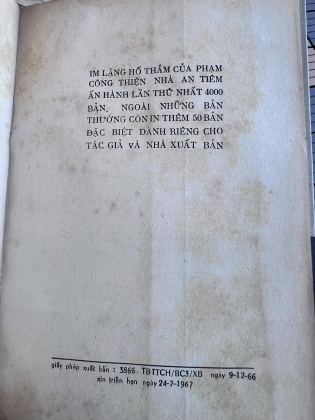 IM LẶNG HỐ THẲM CỦA PHẠM
CÔNG THIỆN NHÀ AN TIÊM
ẤN HÀNH LẦN THỨ NHẤT 4000
BẢN. NGOÀI NHỮNG BẢN
THƯỜNG CÒN IN THÊM 50 BẢN
ĐẶC BIỆT DÀNH RIÊNG CHO
TÁC GIẢ VÀ NHÀ XUẤT BẢN
giấy phép xuất bản : 3866 TBTTCH/BC3/XB ngày 9-12-66
xin triển hạn ngày 24-7-1967